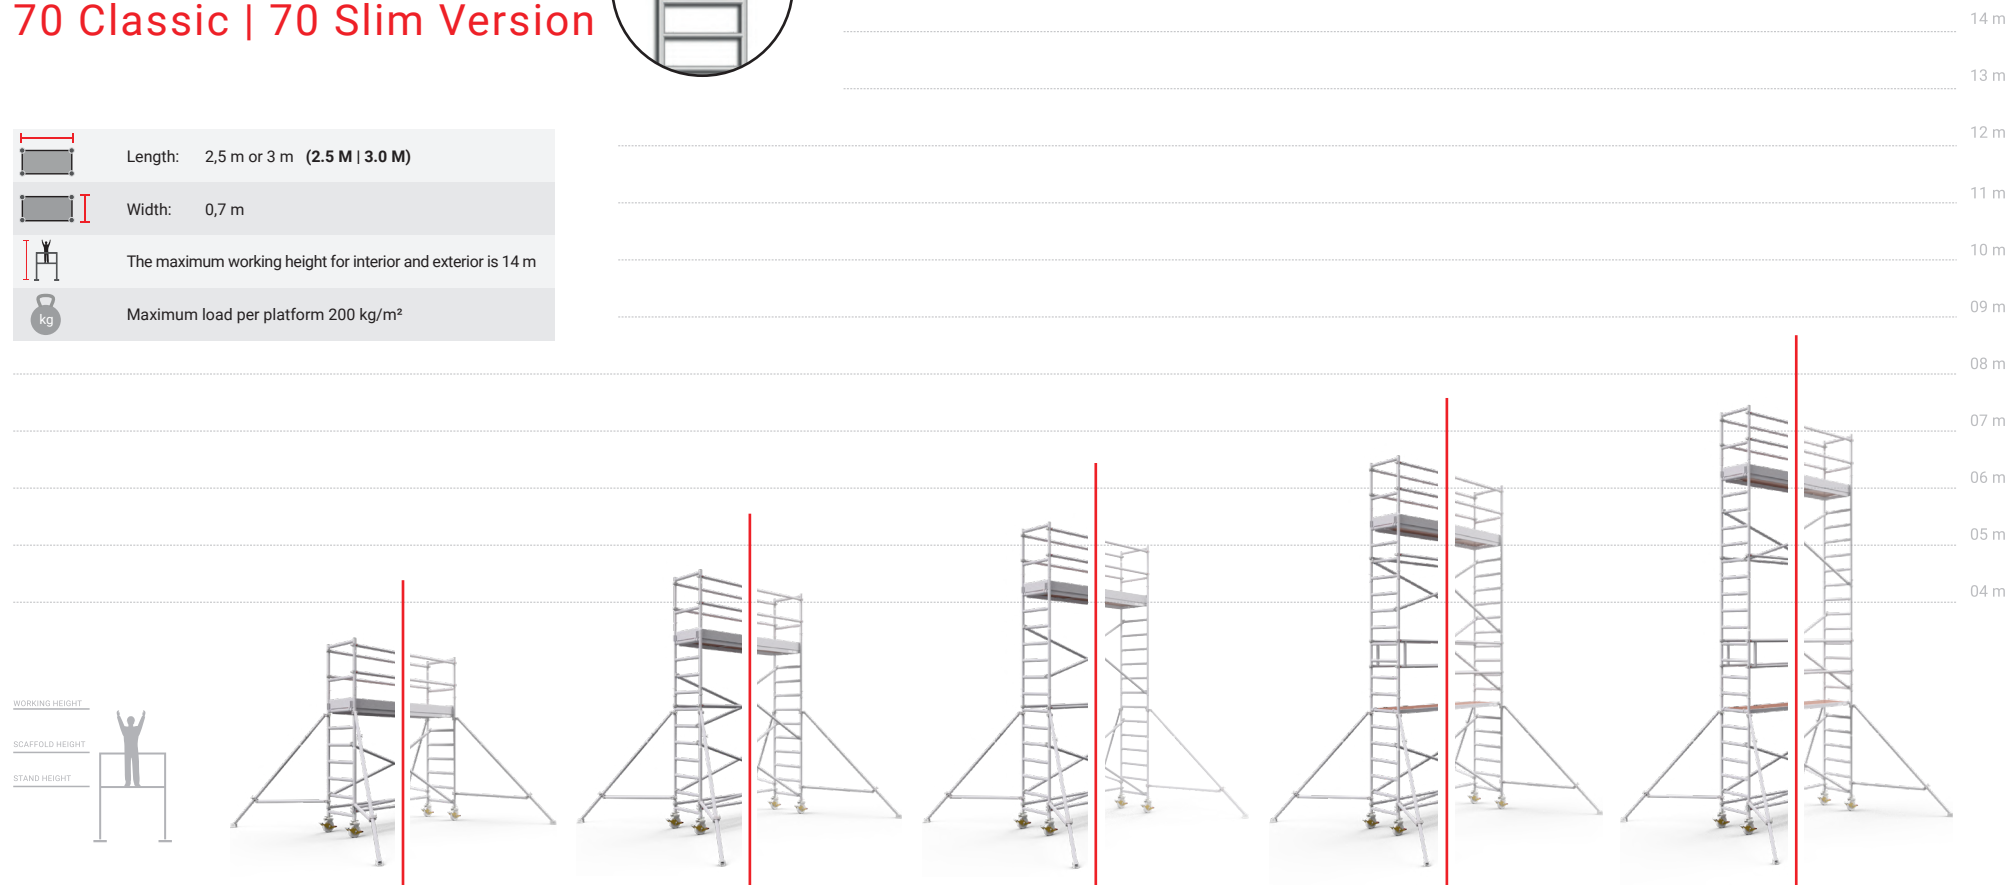 70 Classic | 70 Slim Version
Length: 2,5 m or 3 m (2.5 M | 3.0 M)
Width: 0,7 m
The maximum working height for interior and exterior is 14 m
kg
Maximum load per platform 200 kg/m²
14 m
13 m
12 m
11 m
10 m
09 m
08 m
07 m
06 m
05 m
04 m
WORKING HEIGHT
SCAFFOLD HEIGHT
STAND HEIGHT